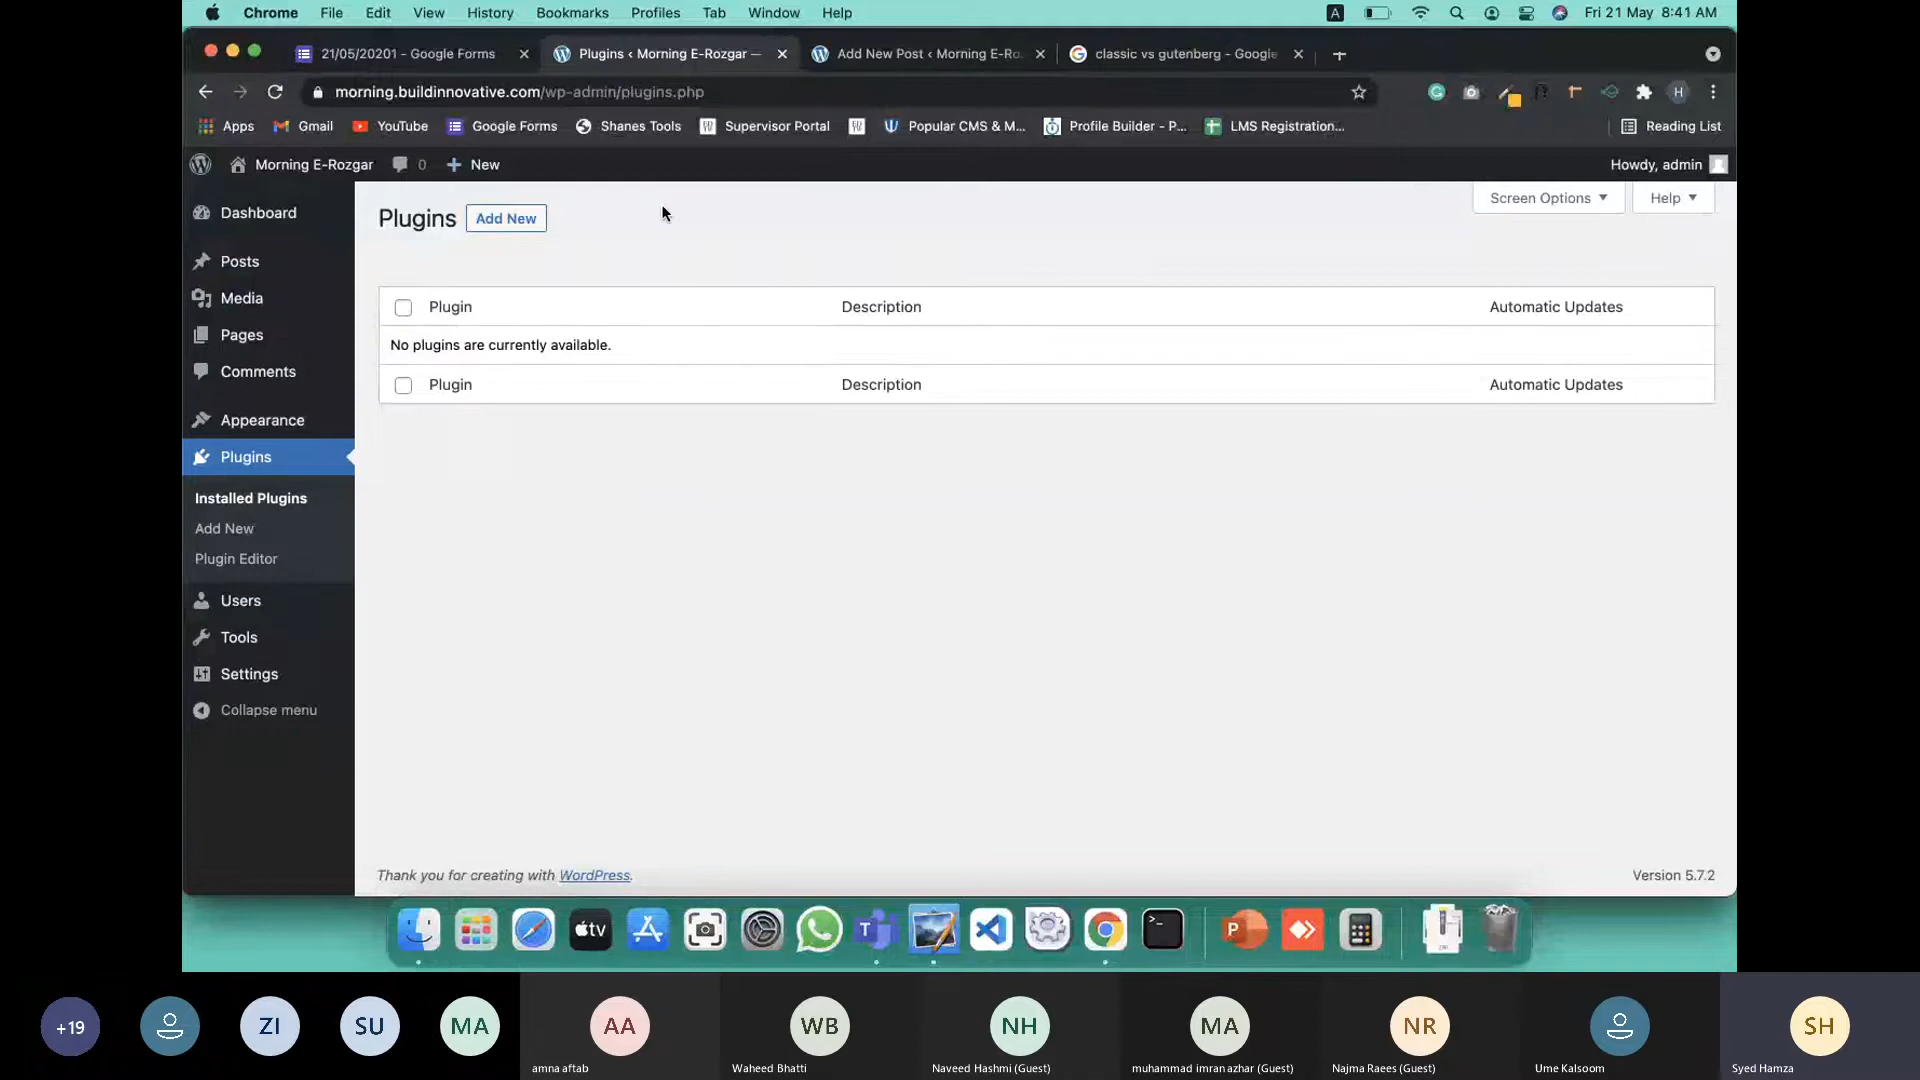 Chrome File Edit View History Bookmarks Profiles Tab Window Help
A
Fri 21 May 8:41 AM
21/05/20201 - Google Forms
Plugins ‹ Morning E-Rozgar —
Add New Post ‹ Morning E-Ro
classic vs gutenberg - Google
morning.buildinnovative.com/wp-admin/plugins.php
H
Apps Gmail YouTube Google Forms Shanes Tools Supervisor Portal Popular CMS & M... Profile Builder - P... LMS Registration... Reading List
Morning E-Rozgar 0 New
Howdy, admin
Dashboard
Posts
Media
Pages
Comments
Appearance
Plugins
Installed Plugins
Add New
Plugin Editor
Users
Tools
Settings
Collapse menu
Screen Options Help
Plugins Add New
Plugin Description Automatic Updates
No plugins are currently available.
Plugin Description Automatic Updates
Thank you for creating with WordPress.
Version 5.7.2
tv
T
P
+19 ZI SU MA AA WB NH MA NR SH
amna aftab Waheed Bhatti Naveed Hashmi (Guest) muhammad imran azhar (Guest) Najma Raees (Guest) Ume Kalsoom Syed Hamza